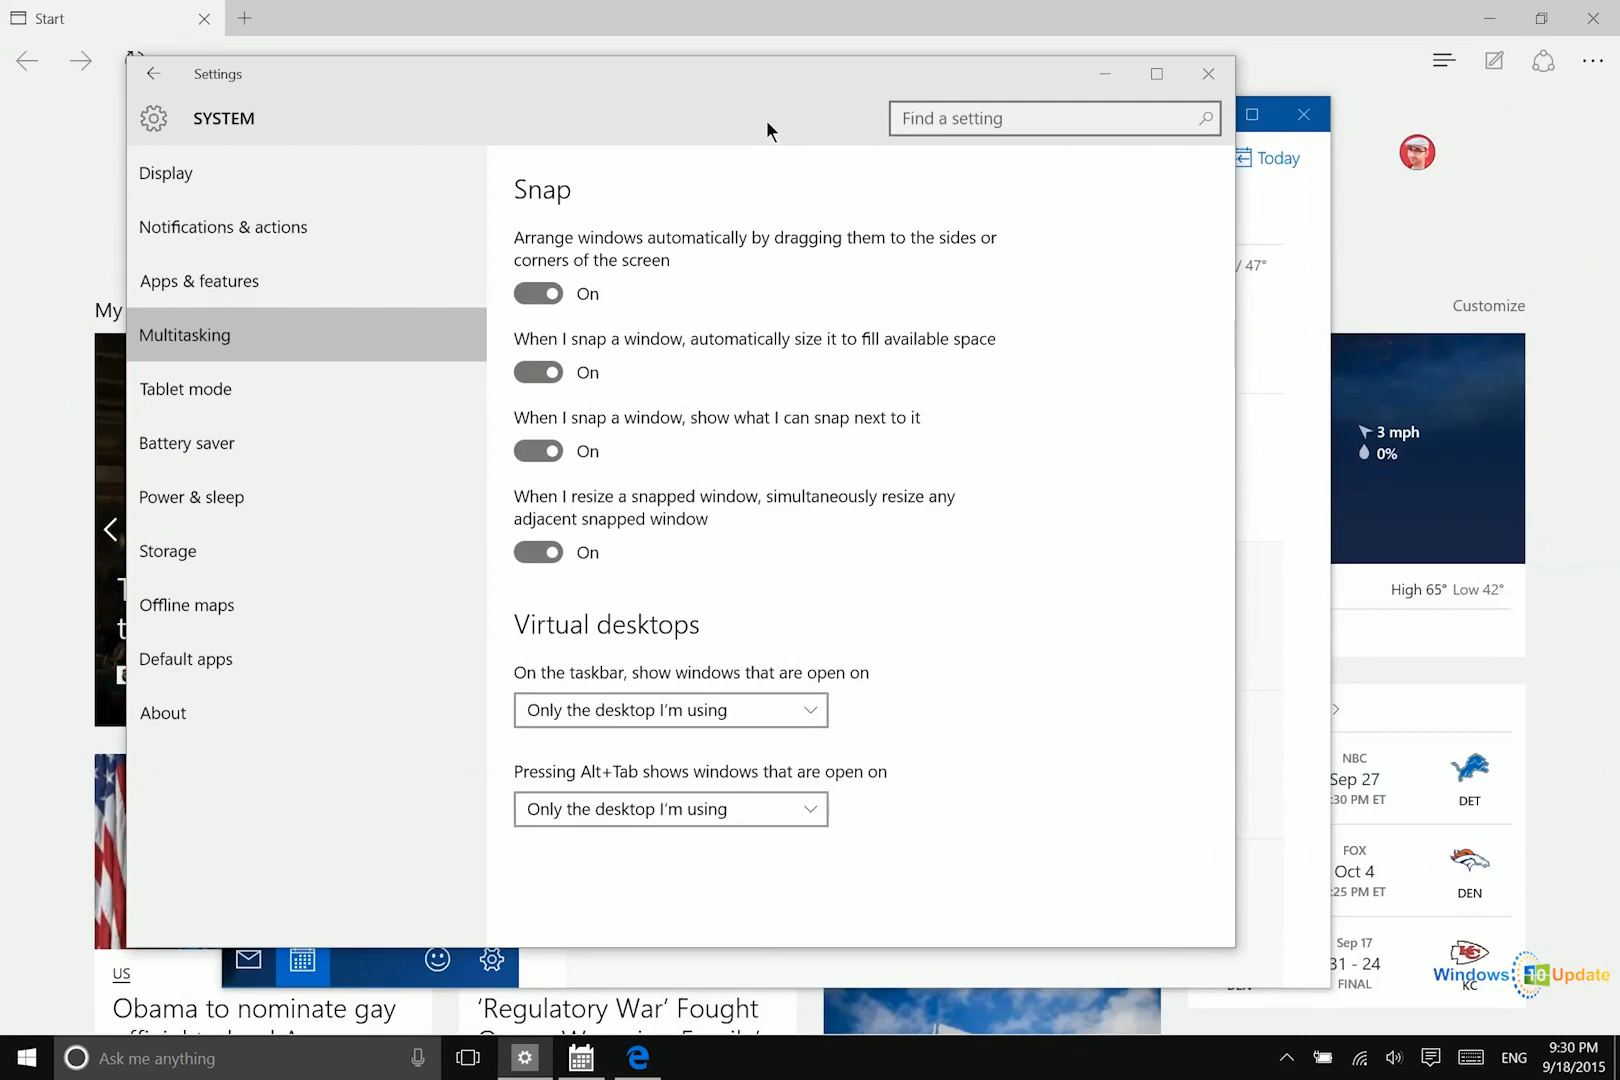 Start
Settings
SYSTEM
Find a setting
Today
Display
Notifications & actions
Apps & features
Multitasking
Tablet mode
Battery saver
Power & sleep
Storage
Offline maps
Default apps
About
Snap
Arrange windows automatically by dragging them to the sides or
corners of the screen
On
When I snap a window, automatically size it to fill available space
On
When I snap a window, show what I can snap next to it
On
When I resize a snapped window, simultaneously resize any
adjacent snapped window
On
Virtual desktops
On the taskbar, show windows that are open on
Only the desktop I'm using
Pressing Alt+Tab shows windows that are open on
Only the desktop I'm using
/ 47°
My
Customize
3 mph
0%
High 65° Low 42°
NBC
Sep 27
:30 PM ET
DET
FOX
Oct 4
:25 PM ET
DEN
Sep 17
31 - 24
FINAL
KC
Windows 10 Update
US
Obama to nominate gay
‘Regulatory War’ Fought
Ask me anything
ENG
9:30 PM
9/18/2015